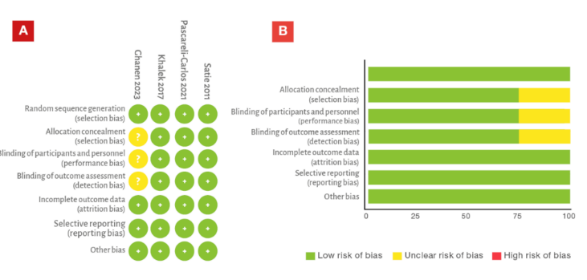 A
B
Ghanen 2023
Khalek 2017
Pascareli-Carlos 2021
Satie 2011
Random sequence generation
(selection bias)
Allocation concealment
(selection bias)
Blinding of participants and personnel
(performance bias)
Blinding of outcome assessment
(detection bias)
Incomplete outcome data
(attrition bias)
Selective reporting
(reporting bias)
Other bias
+ + + +
? + + +
? + + +
? + + +
+ + + +
+ + + +
+ + + +
Allocation concealment
(selection bias)
Blinding of participants and personnel
(performance bias)
Blinding of outcome assessment
(detection bias)
Incomplete outcome data
(attrition bias)
Selective reporting
(reporting bias)
Other bias
0 25 50 75 100
Low risk of bias Unclear risk of bias High risk of bias